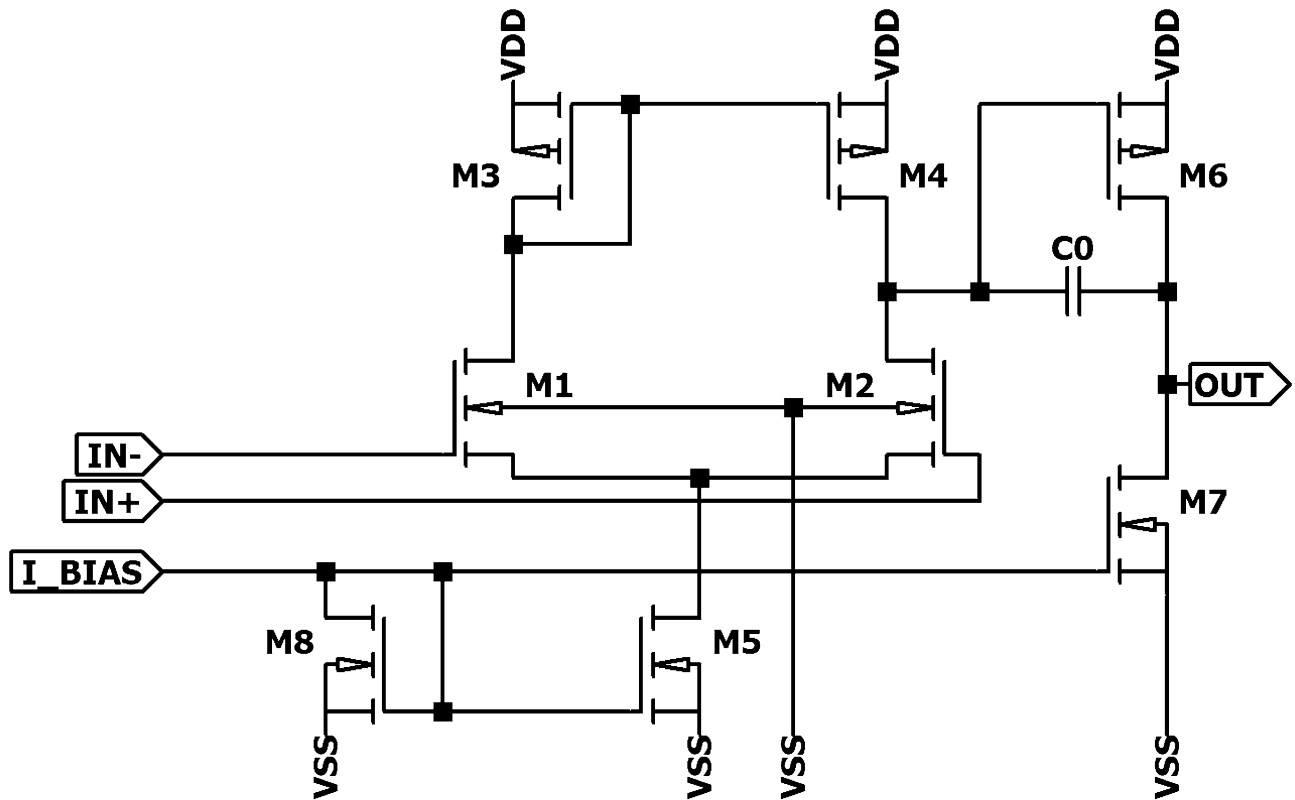 VDD
VDD
VDD
M3
M4
M6
C0
M1
M2
OUT
IN-
IN+
M7
I_BIAS
M8
M5
VSS
VSS
VSS
VSS